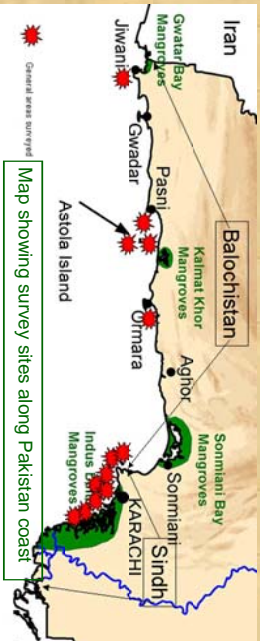 Iran
Gwatar Bay
Mangroves
Jiwani
Gwadar
Pasni
Astola Island
Kalmat Khor
Mangroves
Ormara
Balochistan
Aghor
Sonmiani Bay
Mangroves
Sonmiani
KARACHI
Sindh
Indus Delta
Mangroves
General areas surveyed
Map showing survey sites along Pakistan coast